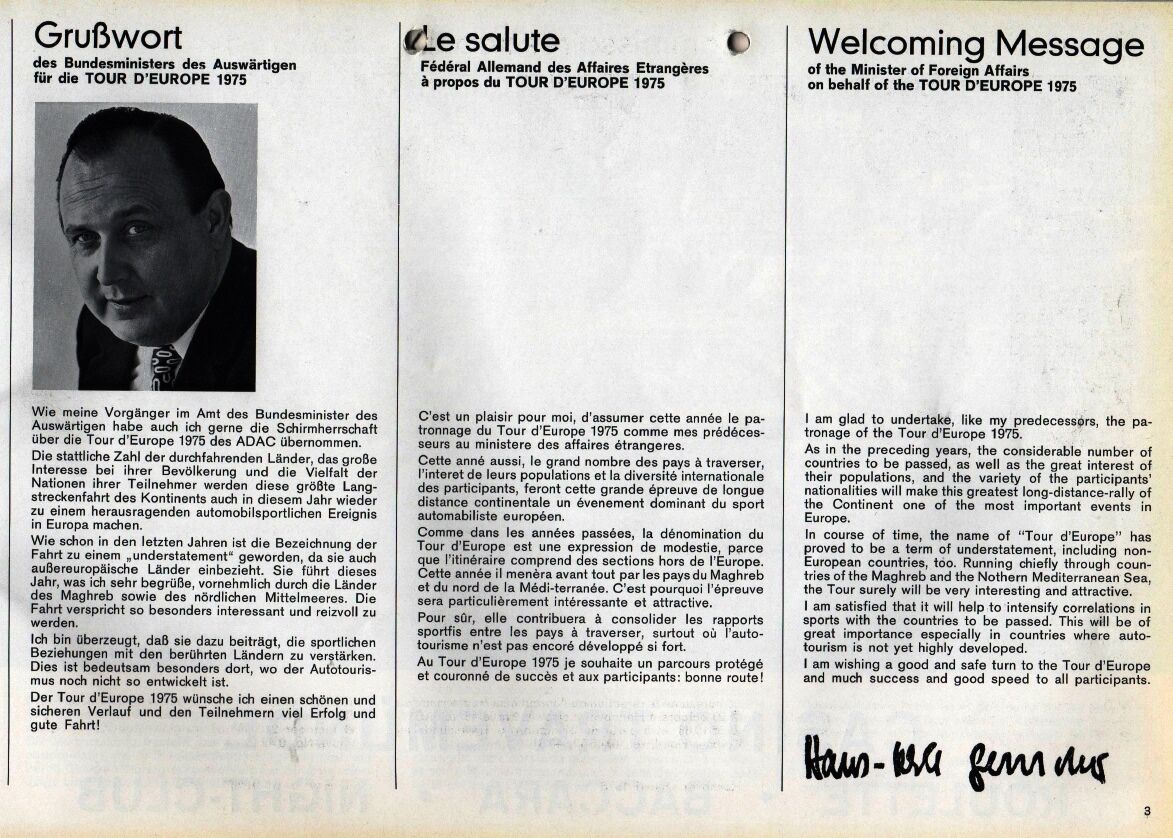 Grußwort
des Bundesministers des Auswärtigen
für die TOUR D'EUROPE 1975
Wie meine Vorgänger im Amt des Bundesminister des
Auswärtigen habe auch ich gerne die Schirmherrschaft
über die Tour d'Europe 1975 des ADAC übernommen.
Die stattliche Zahl der durchfahrenden Länder, das große
Interesse bei ihrer Bevölkerung und die Vielfalt der
Nationen ihrer Teilnehmer werden diese größte Lang-
streckenfahrt des Kontinents auch in diesem Jahr wieder
zu einem herausragenden automobilsportlichen Ereignis
in Europa machen.
Wie schon in den letzten Jahren ist die Bezeichnung der
Fahrt zu einem „understatement“ geworden, da sie auch
außereuropäische Länder einbezieht. Sie führt dieses
Jahr, was ich sehr begrüße, vornehmlich durch die Länder
des Maghreb sowie des nördlichen Mittelmeeres. Die
Fahrt verspricht so besonders interessant und reizvoll zu
werden.
Ich bin überzeugt, daß sie dazu beiträgt, die sportlichen
Beziehungen mit den berührten Ländern zu verstärken.
Dies ist bedeutsam besonders dort, wo der Autotouris-
mus noch nicht so entwickelt ist.
Der Tour d'Europe 1975 wünsche ich einen schönen und
sicheren Verlauf und den Teilnehmern viel Erfolg und
gute Fahrt!
Le salute
Fédéral Allemand des Affaires Etrangères
à propos du TOUR D'EUROPE 1975
C'est un plaisir pour moi, d'assumer cette année le pa-
tronnage du Tour d'Europe 1975 comme mes prédéces-
seurs au ministere des affaires étrangeres.
Cette anné aussi, le grand nombre des pays à traverser,
l'interet de leurs populations et la diversité internationale
des participants, feront cette grande épreuve de longue
distance continentale un évenement dominant du sport
automabiliste européen.
Comme dans les années passées, la dénomination du
Tour d'Europe est une expression de modestie, parce
que l'itinéraire comprend des sections hors de l'Europe.
Cette année il menèra avant tout par les pays du Maghreb
et du nord de la Médi-terranée. C'est pourquoi l'épreuve
sera particulièrement intéressante et attractive.
Pour sûr, elle contribuera à consolider les rapports
sportfis entre les pays à traverser, surtout où l'auto-
tourisme n'est pas encoré développé si fort.
Au Tour d'Europe 1975 je souhaite un parcours protégé
et couronné de succès et aux participants: bonne route!
Welcoming Message
of the Minister of Foreign Affairs
on behalf of the TOUR D'EUROPE 1975
I am glad to undertake, like my predecessors, the pa-
tronage of the Tour d'Europe 1975.
As in the preceding years, the considerable number of
countries to be passed, as well as the great interest of
their populations, and the variety of the participants'
nationalities will make this greatest long-distance-rally of
the Continent one of the most important events in
Europe.
In course of time, the name of “Tour d'Europe” has
proved to be a term of understatement, including non-
European countries, too. Running chiefly through coun-
tries of the Maghreb and the Nothern Mediterranean Sea,
the Tour surely will be very interesting and attractive.
I am satisfied that it will help to intensify correlations in
sports with the countries to be passed. This will be of
great importance especially in countries where auto-
tourism is not yet highly developed.
I am wishing a good and safe turn to the Tour d'Europe
and much success and good speed to all participants.
Hans-
3